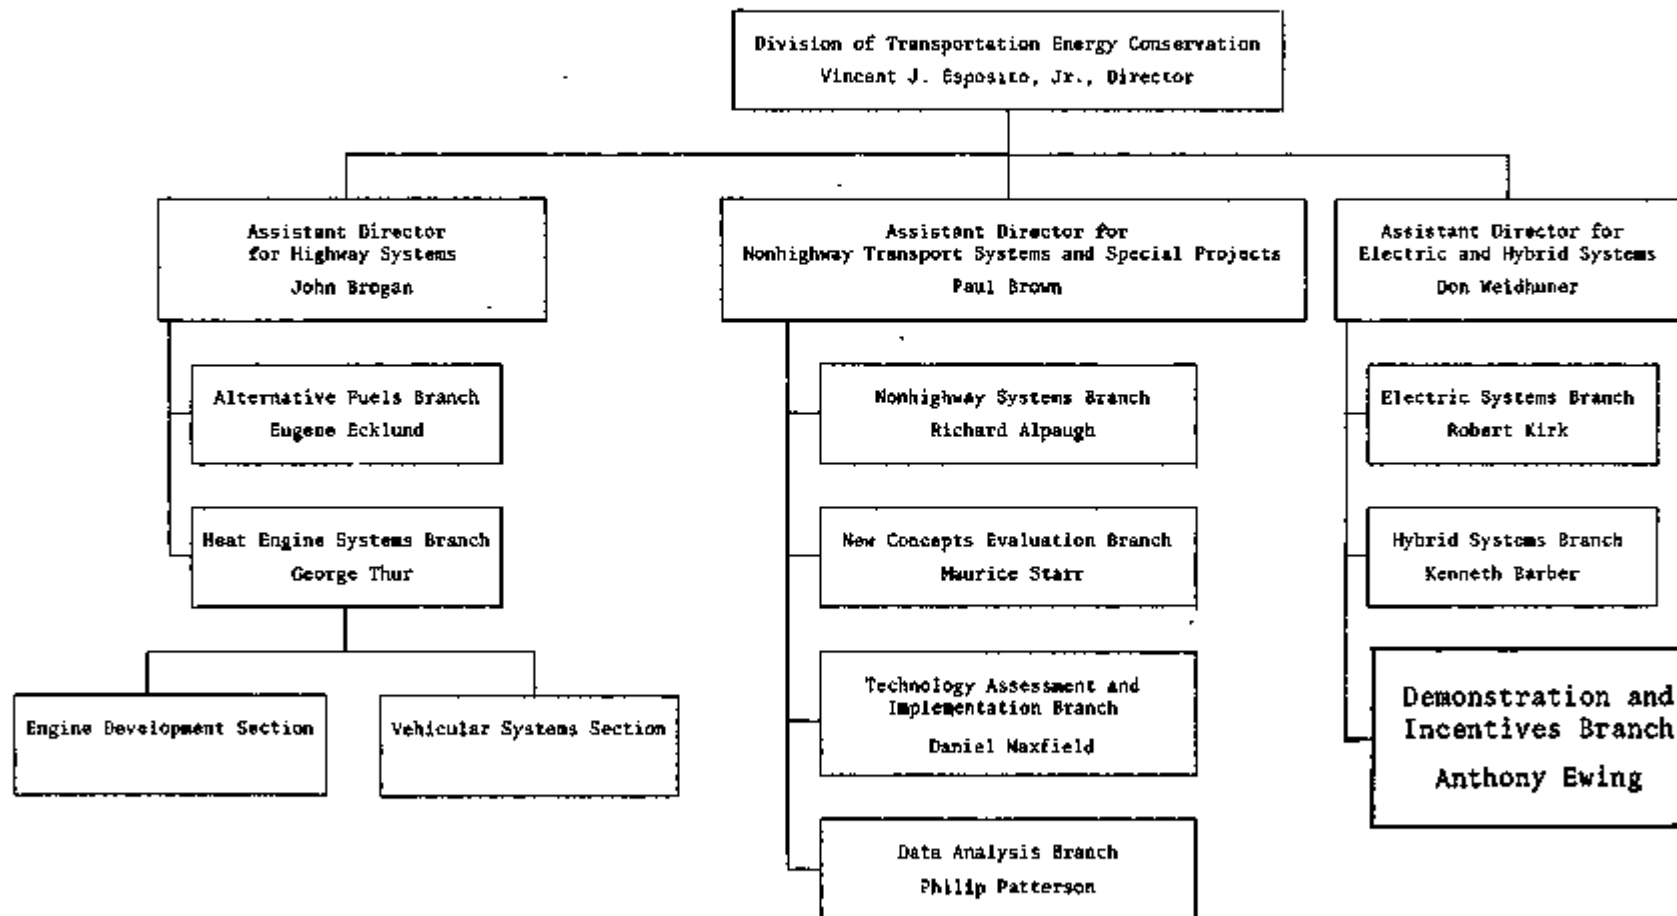 Division of Transportation Energy Conservation
Vincent J. Esposito, Jr., Director
Assistant Director
for Highway Systems
John Brogan
Assistant Director for
Nonhighway Transport Systems and Special Projects
Paul Brown
Assistant Director for
Electric and Hybrid Systems
Don Weidhuner
Alternative Fuels Branch
Eugene Ecklund
Heat Engine Systems Branch
George Thur
Engine Development Section
Vehicular Systems Section
Nonhighway Systems Branch
Richard Alpaugh
New Concepts Evaluation Branch
Maurice Starr
Technology Assessment and
Implementation Branch
Daniel Maxfield
Data Analysis Branch
Philip Patterson
Electric Systems Branch
Robert Kirk
Hybrid Systems Branch
Kenneth Barber
Demonstration and
Incentives Branch
Anthony Ewing